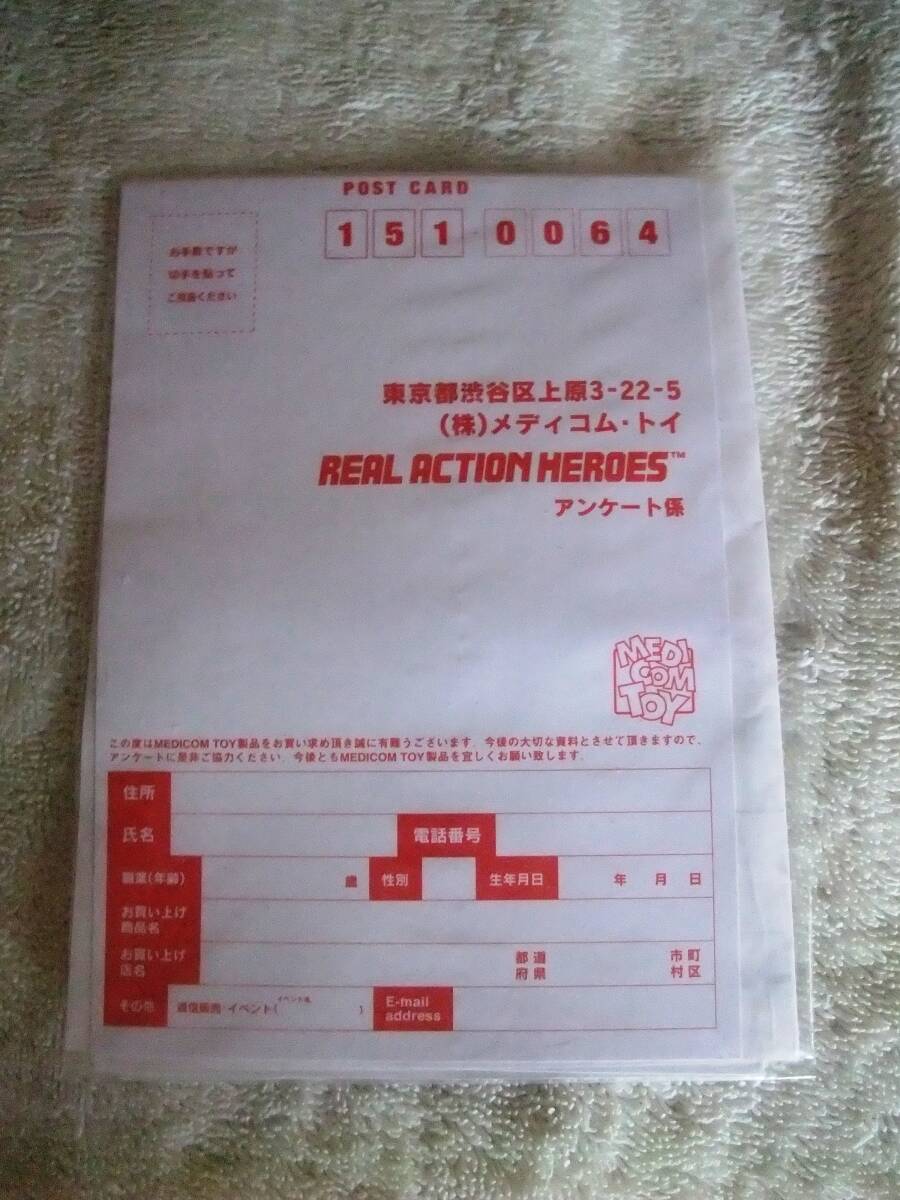 POST CARD
151 0064
お手数ですが
切手を貼って
ご投函ください
東京都渋谷区上原3-22-5
(株)メディコム・トイ
REAL ACTION HEROES™
アンケート係
MEDI
COM
TOY
この度はMEDICOM TOY製品をお買い求め頂き誠に有難うございます。今後の大切な資料とさせて頂きますので、
アンケートに是非ご協力ください。今後ともMEDICOM TOY製品を宜しくお願い致します。
住所
氏名 電話番号
職業(年齢) 歳 性別 生年月日 年 月 日
お買い上げ
商品名
お買い上げ 都道 市町
店名 府県 村区
その他 通信販売・イベント(イベント名 ) E-mail
address